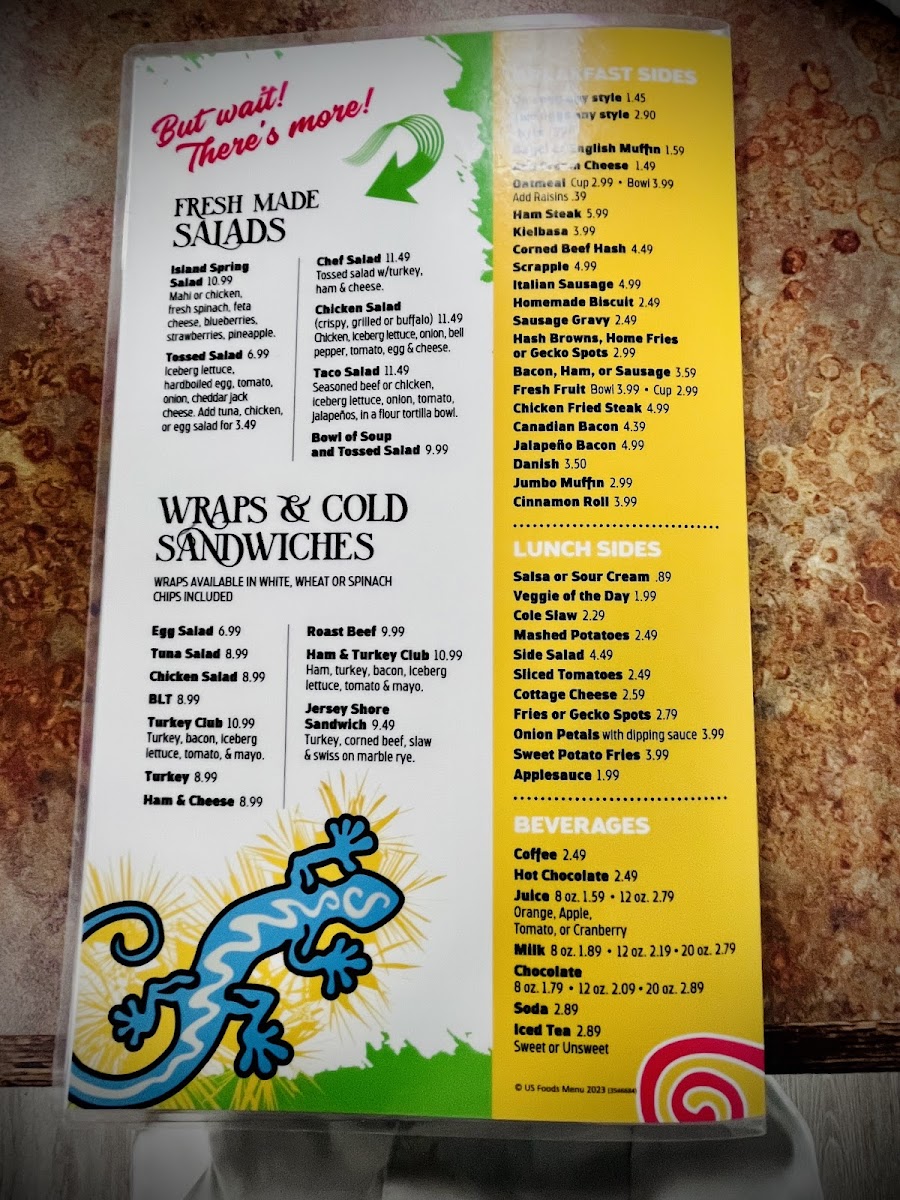 But wait!
There's more!
FRESH MADE
SALADS
Island Spring
Salad 10.99
Mahi or chicken,
fresh spinach, feta
cheese, blueberries,
strawberries, pineapple.
Tossed Salad 6.99
Iceberg lettuce,
hardboiled egg, tomato,
onion, cheddar jack
cheese. Add tuna, chicken,
or egg salad for 3.49
Chef Salad 11.49
Tossed salad w/turkey,
ham & cheese.
Chicken Salad
(crispy, grilled or buffalo) 11.49
Chicken, iceberg lettuce, onion, bell
pepper, tomato, egg & cheese.
Taco Salad 11.49
Seasoned beef or chicken,
iceberg lettuce, onion, tomato,
jalapeños, in a flour tortilla bowl.
Bowl of Soup
and Tossed Salad 9.99
WRAPS & COLD
SANDWICHES
WRAPS AVAILABLE IN WHITE, WHEAT OR SPINACH
CHIPS INCLUDED
Egg Salad 6.99
Tuna Salad 8.99
Chicken Salad 8.99
BLT 8.99
Turkey Club 10.99
Turkey, bacon, iceberg
lettuce, tomato, & mayo.
Turkey 8.99
Ham & Cheese 8.99
Roast Beef 9.99
Ham & Turkey Club 10.99
Ham, turkey, bacon, iceberg
lettuce, tomato & mayo.
Jersey Shore
Sandwich 9.49
Turkey, corned beef, slaw
& swiss on marble rye.
BREAKFAST SIDES
any style 1.45
any style 2.90
Bagel or English Muffin 1.59
Cream Cheese 1.49
Oatmeal Cup 2.99 • Bowl 3.99
Add Raisins .39
Ham Steak 5.99
Kielbasa 3.99
Corned Beef Hash 4.49
Scrapple 4.99
Italian Sausage 4.99
Homemade Biscuit 2.49
Sausage Gravy 2.49
Hash Browns, Home Fries
or Gecko Spots 2.99
Bacon, Ham, or Sausage 3.59
Fresh Fruit Bowl 3.99 • Cup 2.99
Chicken Fried Steak 4.99
Canadian Bacon 4.39
Jalapeño Bacon 4.99
Danish 3.50
Jumbo Muffin 2.99
Cinnamon Roll 3.99
LUNCH SIDES
Salsa or Sour Cream .89
Veggie of the Day 1.99
Cole Slaw 2.29
Mashed Potatoes 2.49
Side Salad 4.49
Sliced Tomatoes 2.49
Cottage Cheese 2.59
Fries or Gecko Spots 2.79
Onion Petals with dipping sauce 3.99
Sweet Potato Fries 3.99
Applesauce 1.99
BEVERAGES
Coffee 2.49
Hot Chocolate 2.49
Juice 8 oz. 1.59 • 12 oz. 2.79
Orange, Apple,
Tomato, or Cranberry
Milk 8 oz. 1.89 • 12 oz. 2.19 • 20 oz. 2.79
Chocolate
8 oz. 1.79 • 12 oz. 2.09 • 20 oz. 2.89
Soda 2.89
Iced Tea 2.89
Sweet or Unsweet
© US Foods Menu 2023